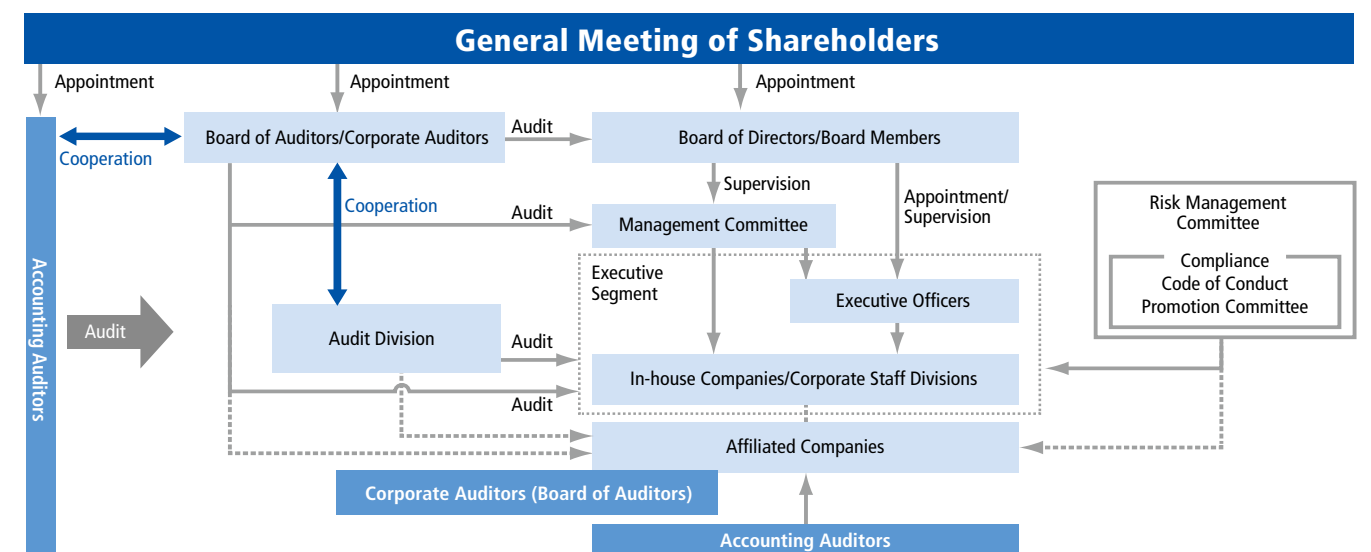 General Meeting of Shareholders
Appointment
Appointment
Appointment
Board of Auditors/Corporate Auditors
Audit
Board of Directors/Board Members
Cooperation
Supervision
Appointment/
Supervision
Cooperation
Audit
Management Committee
Risk Management
Committee
Compliance
Code of Conduct
Promotion Committee
Executive
Segment
Executive Officers
Accounting Auditors
Audit
Audit Division
Audit
In-house Companies/Corporate Staff Divisions
Audit
Affiliated Companies
Corporate Auditors (Board of Auditors)
Accounting Auditors